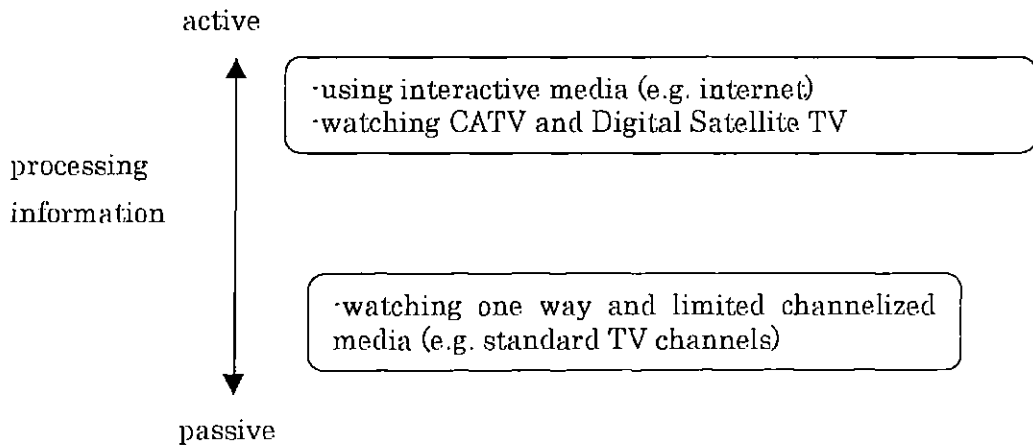 active
·using interactive media (e.g. internet)
·watching CATV and Digital Satellite TV
processing
information
·watching one way and limited channelized
media (e.g. standard TV channels)
passive